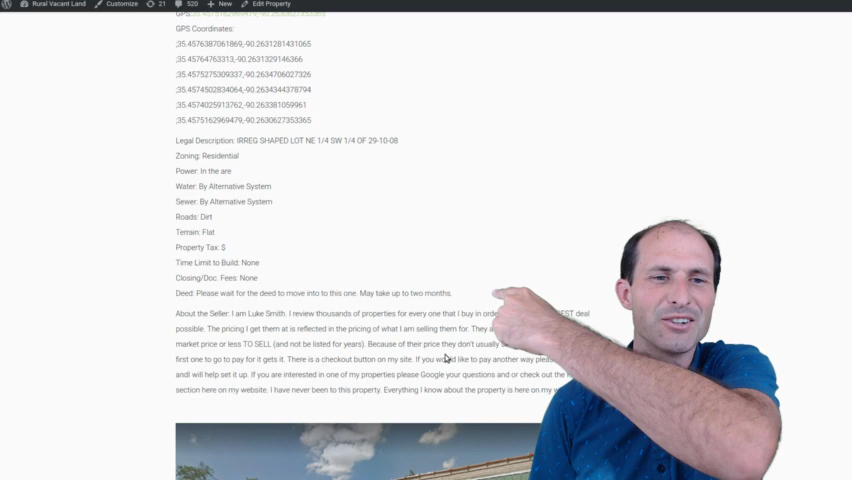 Rural Vacant Land Customize 21 520 New Edit Property
GPS:;35.4575162969479,-90.2630627353365
GPS Coordinates:
;35.4576387061869,-90.2631281431065
;35.45764763313,-90.2631329146366
;35.4575275309337,-90.2634706027326
;35.4574502834064,-90.2634344378794
;35.4574025913762,-90.263381059961
;35.4575162969479,-90.2630627353365
Legal Description: IRREG SHAPED LOT NE 1/4 SW 1/4 OF 29-10-08
Zoning: Residential
Power: In the are
Water: By Alternative System
Sewer: By Alternative System
Roads: Dirt
Terrain: Flat
Property Tax: $
Time Limit to Build: None
Closing/Doc. Fees: None
Deed: Please wait for the deed to move into to this one. May take up to two months.
About the Seller: I am Luke Smith. I review thousands of properties for every one that I buy in BEST deal
possible. The pricing I get them at is reflected in the pricing of what I am selling them for. They
market price or less TO SELL (and not be listed for years). Because of their price they don't usually
first one to go to pay for it gets it. There is a checkout button on my site. If you would like to pay another way
andI will help set it up. If you are interested in one of my properties please Google your questions and or check out the
section here on my website. I have never been to this property. Everything I know about the property is here on my